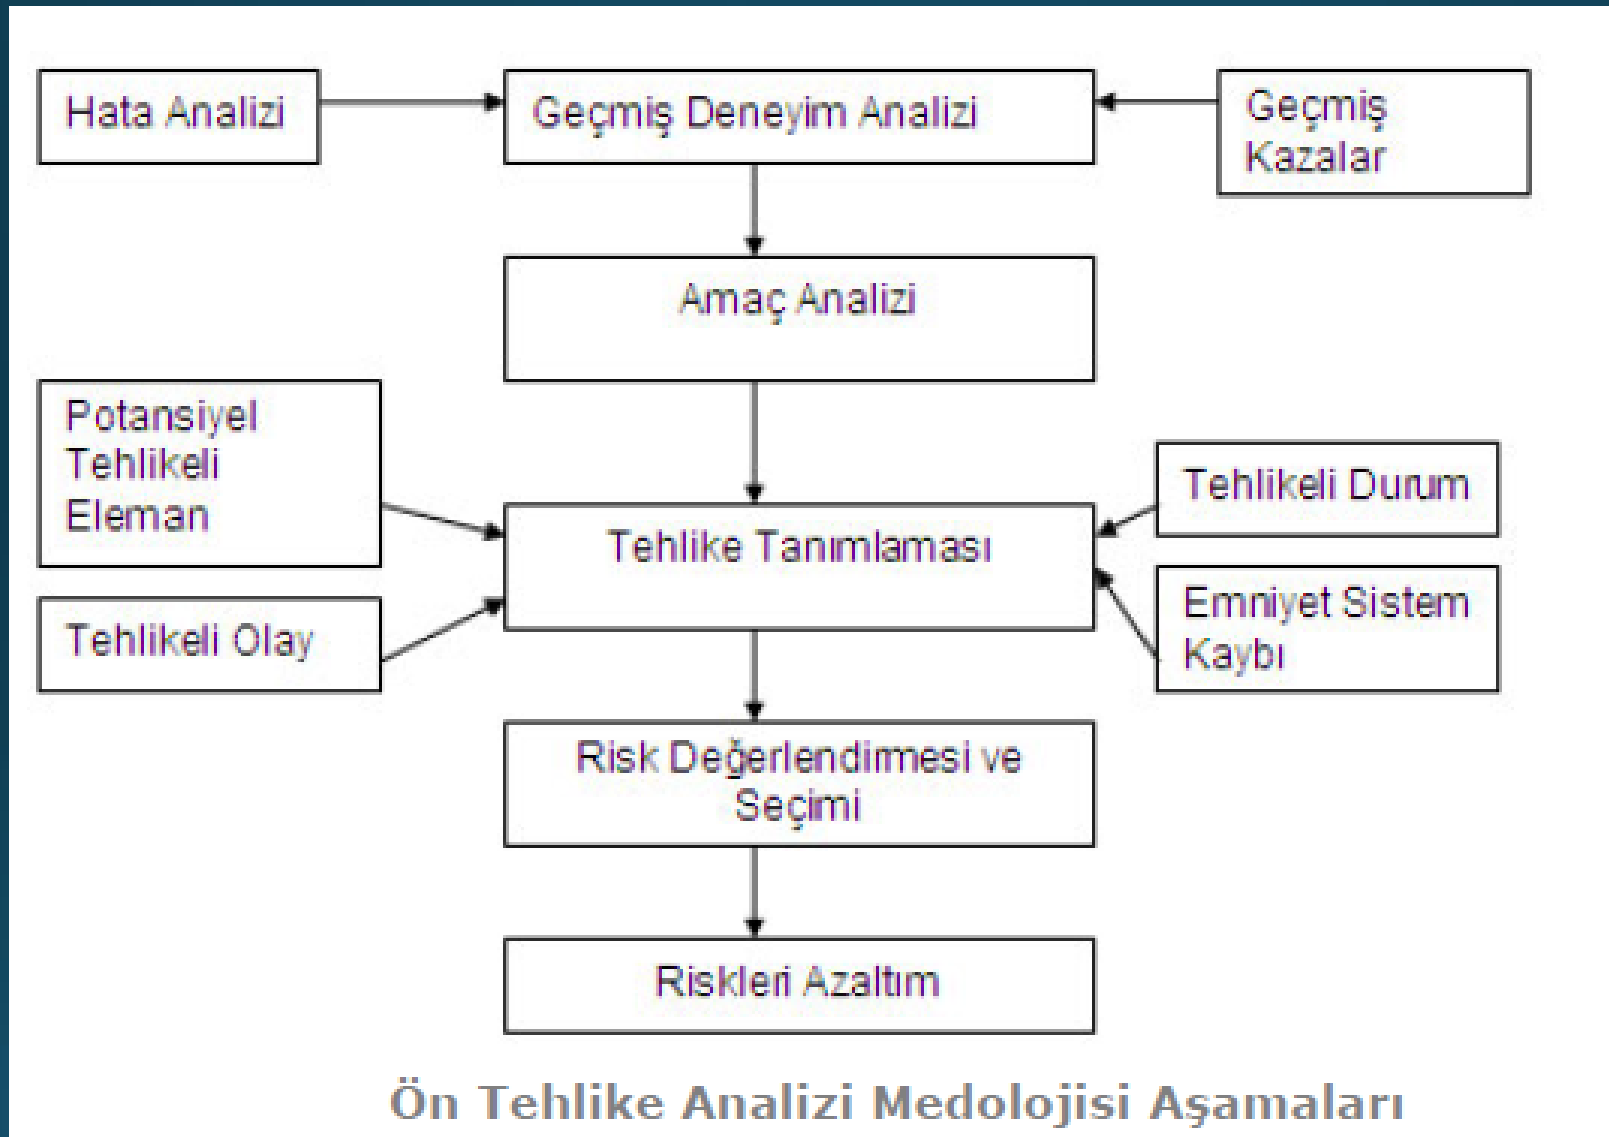 Hata Analizi
Geçmiş Deneyim Analizi
Geçmiş
Kazalar
Amaç Analizi
Potansiyel
Tehlikeli
Eleman
Tehlikeli Durum
Tehlike Tanımlaması
Emniyet Sistem
Kaybı
Tehlikeli Olay
Risk Değerlendirmesi ve
Seçimi
Riskleri Azaltım
Ön Tehlike Analizi Medolojisi Aşamaları